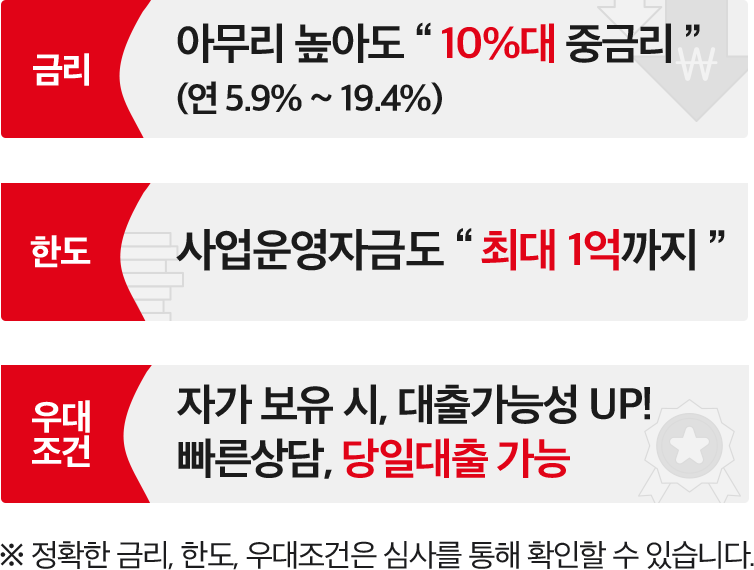 금리
아무리 높아도 “ 10%대 중금리 ”
(연 5.9% ~ 19.4%)
₩
한도
사업운영자금도 “ 최대 1억까지 ”
우대
조건
자가 보유 시, 대출가능성 UP!
빠른상담, 당일대출 가능
※ 정확한 금리, 한도, 우대조건은 심사를 통해 확인할 수 있습니다.